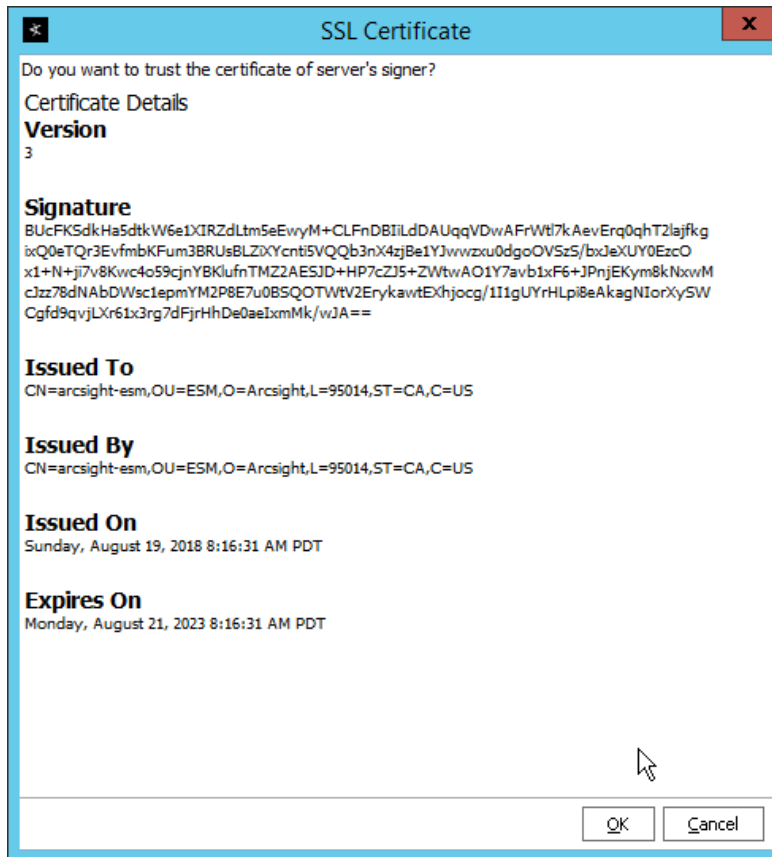 SSL Certificate
x
Do you want to trust the certificate of server's signer?
Certificate Details
Version
3
Signature
BUcFKSdkHa5dtkW6e1XIRZdLtm5eEwyM+CLFnDBIiLdDAUqqVDwAFrWtl7kAevErq0qhT2lajfkg
ixQ0eTQr3EvfmbKFum3BRUsBLZiXYcnti5VQQb3nX4zjBe1YJwwzxu0dgoOVSzS/bxJeXUY0EzcO
x1+N+ji7v8Kwc4o59cjnYBKlufnTMZ2AESJD+HP7cZJ5+ZWtwAO1Y7avb1xF6+JPnjEKym8kNxwM
cJzz78dNAbDWsc1epmYM2P8E7u0BSQOTWtV2ErykawtEXhjocg/1I1gUYrHLpi8eAkagNIorXySW
Cgfd9qvjLXr61x3rg7dFjrHhDe0aeIxmMk/wJA==
Issued To
CN=arcsight-esm,OU=ESM,O=Arcsight,L=95014,ST=CA,C=US
Issued By
CN=arcsight-esm,OU=ESM,O=Arcsight,L=95014,ST=CA,C=US
Issued On
Sunday, August 19, 2018 8:16:31 AM PDT
Expires On
Monday, August 21, 2023 8:16:31 AM PDT
OK Cancel